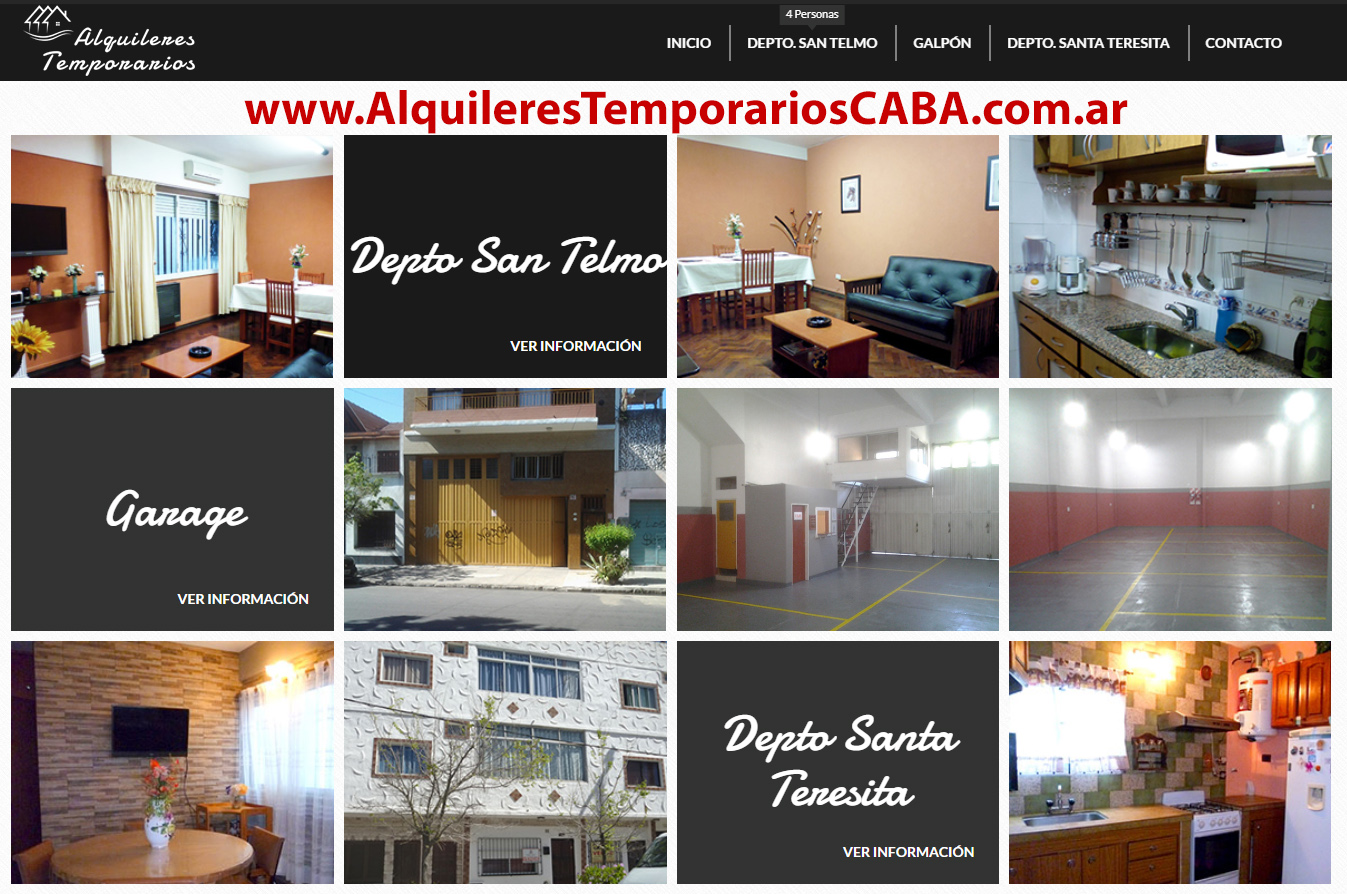 Alquileres
Temporarios
4 Personas
INICIO
DEPTO. SAN TELMO
GALPÓN
DEPTO. SANTA TERESITA
CONTACTO
www.AlquileresTemporariosCABA.com.ar
Depto San Telmo
VER INFORMACIÓN
Garage
VER INFORMACIÓN
Depto Santa
Teresita
VER INFORMACIÓN